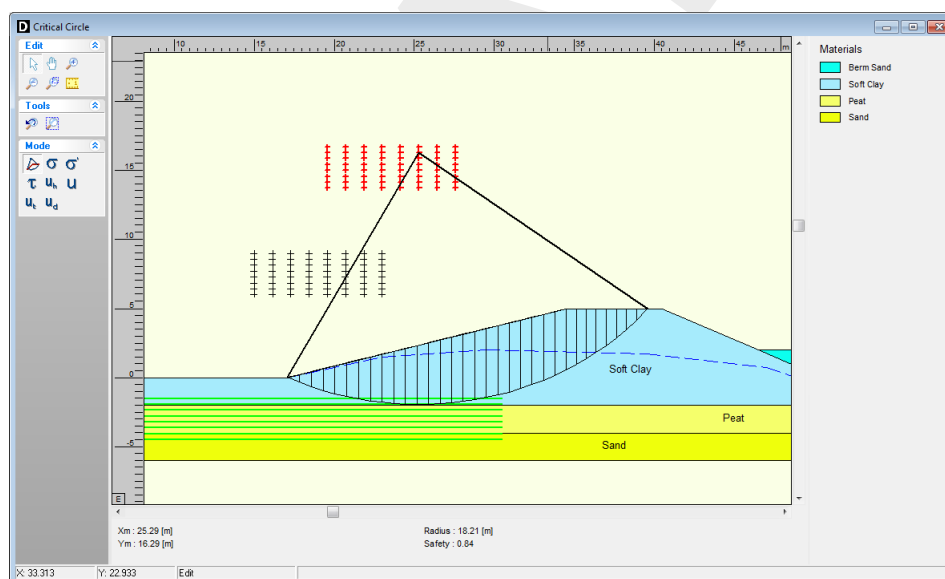 D Critical Circle
Edit
Tools
Mode
σ σ'
τ uh u
ut ud
10 15 20 25 30 35 40 45 m
20
15
10
5
0
-5
E
Soft Clay
Peat
Sand
Materials
Berm Sand
Soft Clay
Peat
Sand
Xm : 25.29 [m]
Ym : 16.29 [m]
Radius : 18.21 [m]
Safety : 0.84
X: 33.313 Y: 22.933 Edit